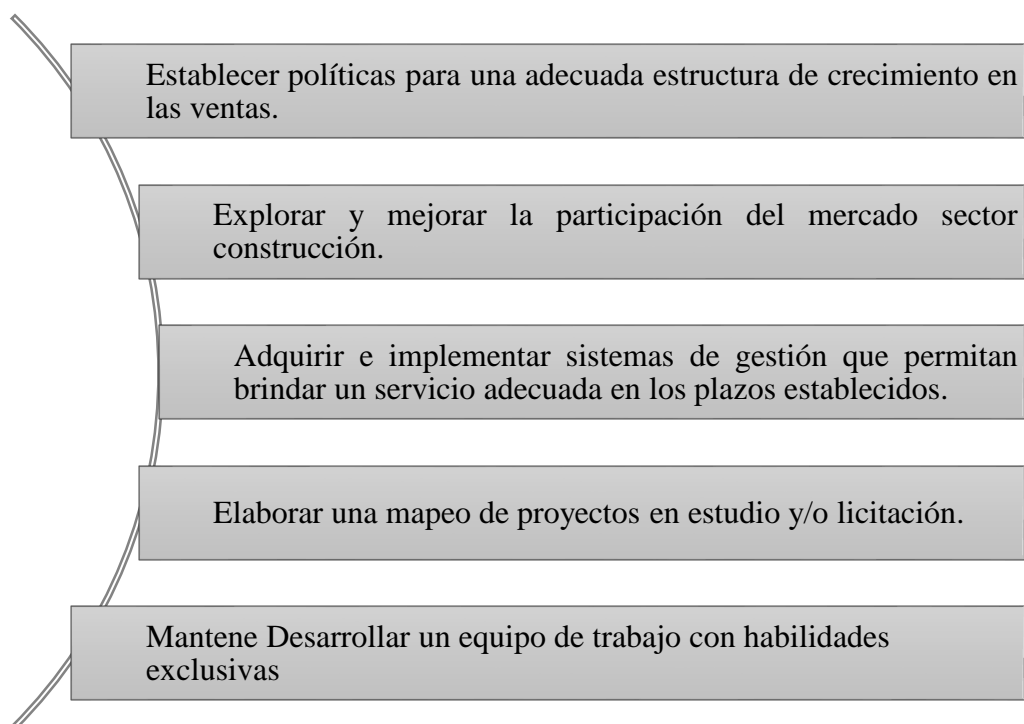 Establecer políticas para una adecuada estructura de crecimiento en
las ventas.
Explorar y mejorar la participación del mercado sector
construcción.
Adquirir e implementar sistemas de gestión que permitan
brindar un servicio adecuada en los plazos establecidos.
Elaborar una mapeo de proyectos en estudio y/o licitación.
Mantene Desarrollar un equipo de trabajo con habilidades
exclusivas